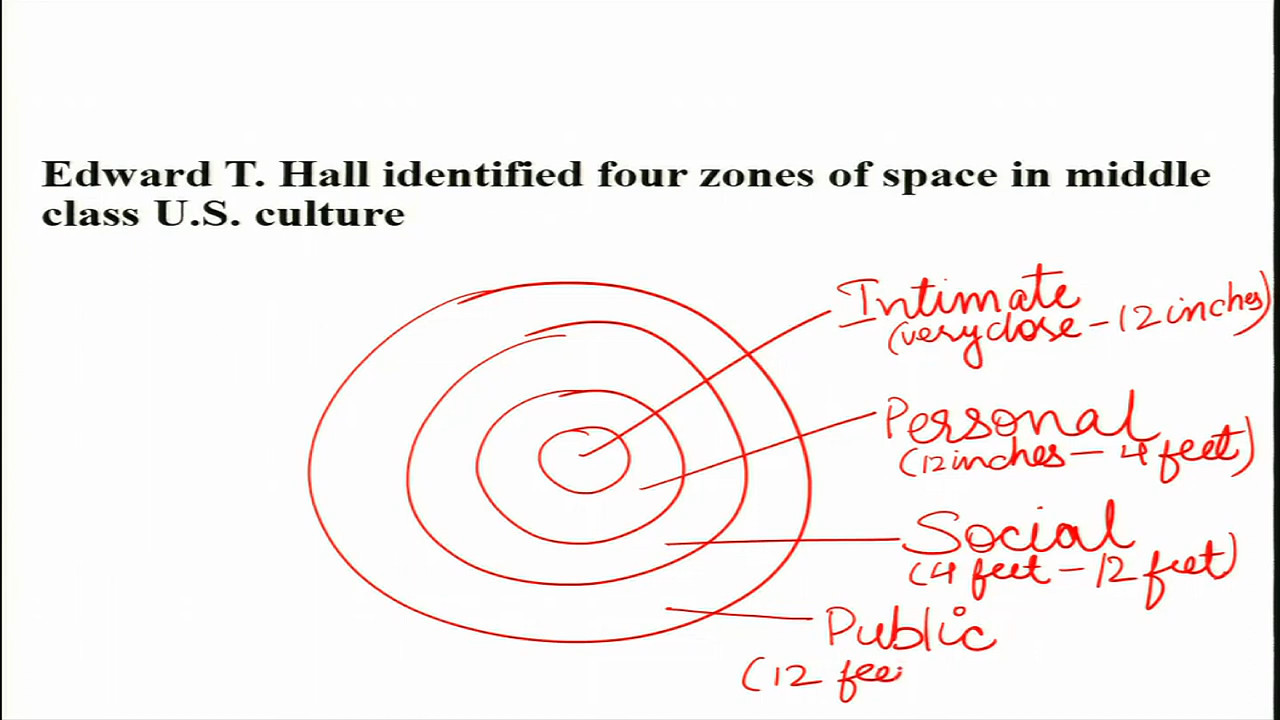 Edward T. Hall identified four zones of space in middle
class U.S. culture
Intimate
(very close - 12 inches)
Personal
(12 inches - 4 feet)
Social
(4 feet - 12 feet)
Public
(12 fee